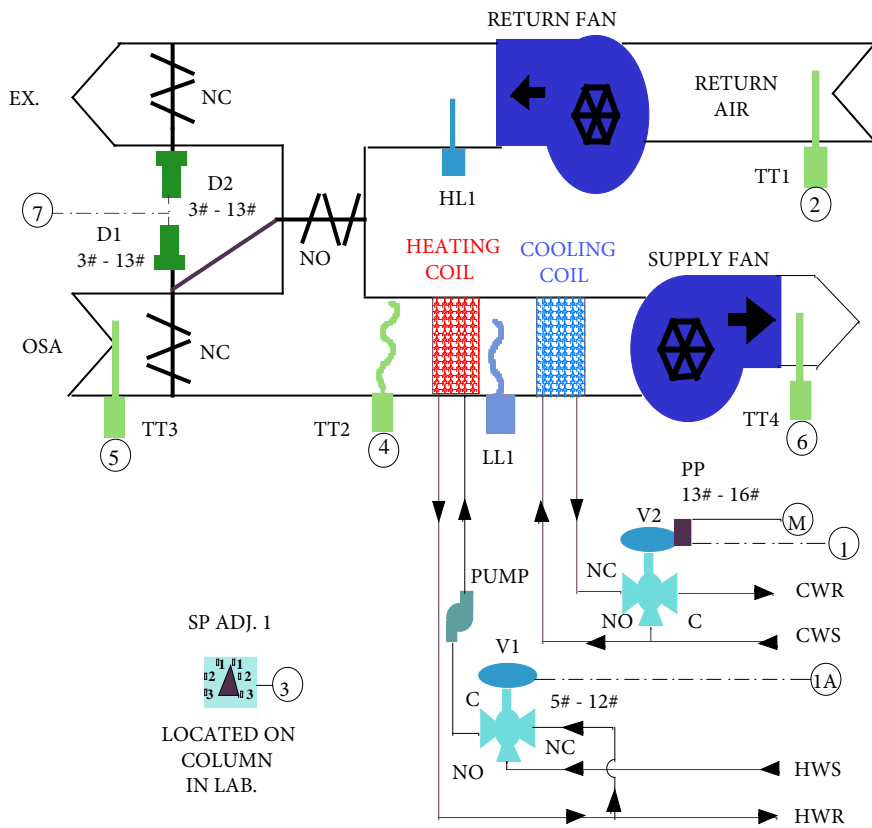 RETURN FAN
EX.
NC
RETURN
AIR
D2
3# - 13#
HL1
TT1
7
2
D1
3# - 13#
NO
HEATING
COIL
COOLING
COIL
SUPPLY FAN
OSA
NC
TT3
TT2
LL1
TT4
5
4
6
PP
13# - 16#
V2
M
1
NC
PUMP
CWR
NO
C
CWS
SP ADJ. 1
V1
1 1
2 2
3 3
3
C
5# - 12#
1A
LOCATED ON
COLUMN
IN LAB.
NC
NO
HWS
HWR